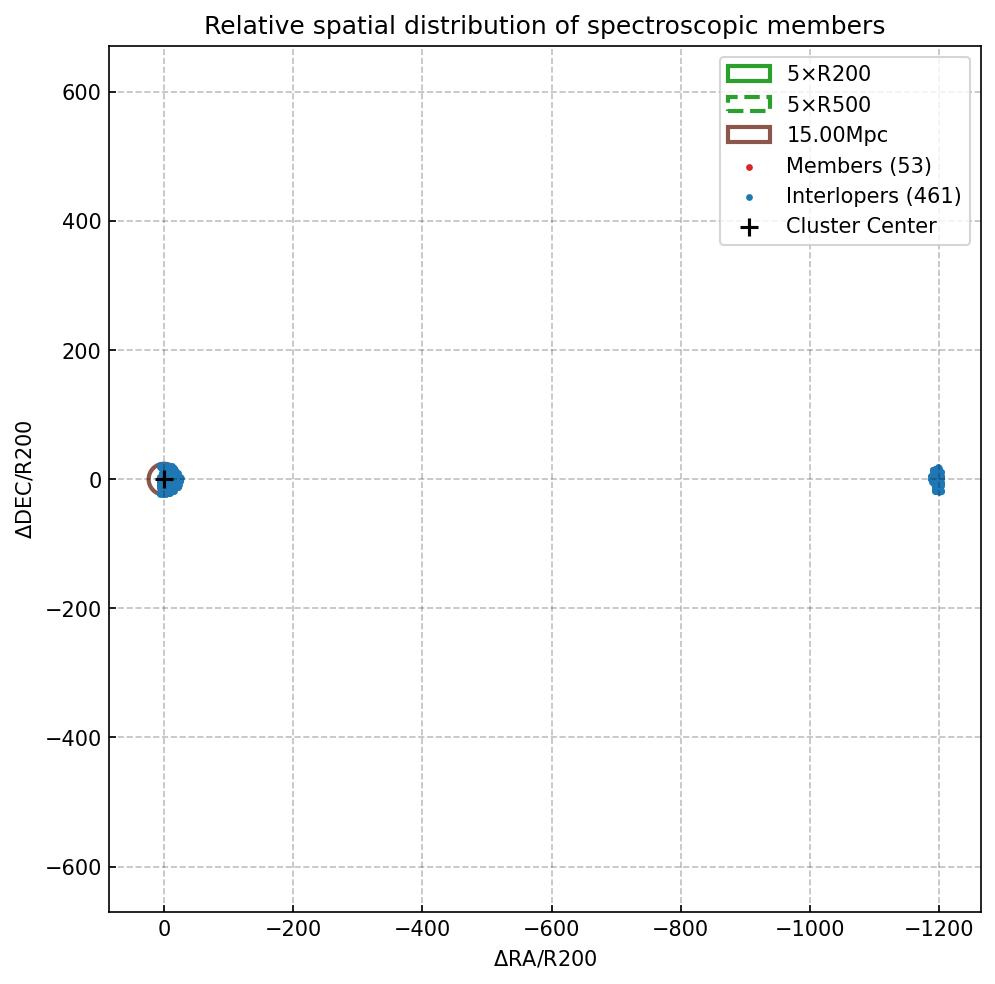 Relative spatial distribution of spectroscopic members
5×R200
5×R500
15.00Mpc
Members (53)
Interlopers (461)
Cluster Center
600
400
200
0
−200
−400
−600
ΔDEC/R200
0 −200 −400 −600 −800 −1000 −1200
ΔRA/R200